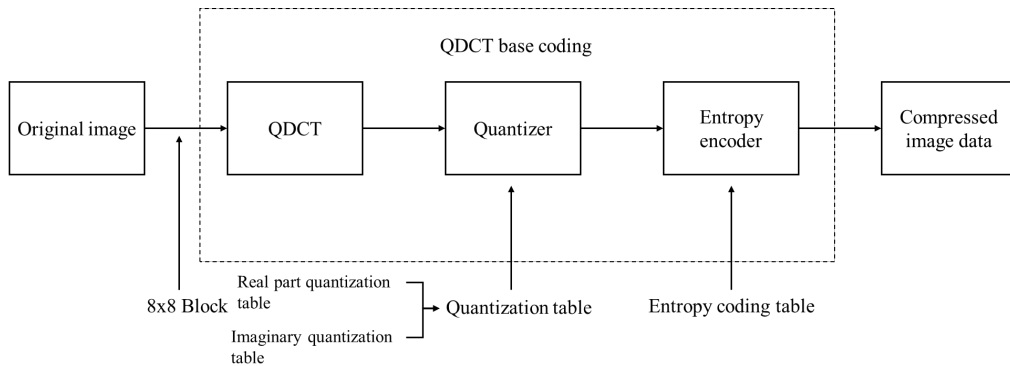 QDCT base coding
Original image
QDCT
Quantizer
Entropy
encoder
Compressed
image data
8x8 Block
Real part quantization
table
Imaginary quantization
table
Quantization table
Entropy coding table